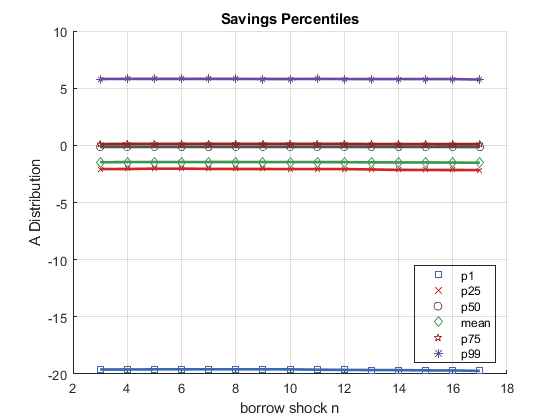 Savings Percentiles
10
5
0
-5
-10
-15
-20
A Distribution
p1
p25
p50
mean
p75
p99
2 4 6 8 10 12 14 16 18
borrow shock n